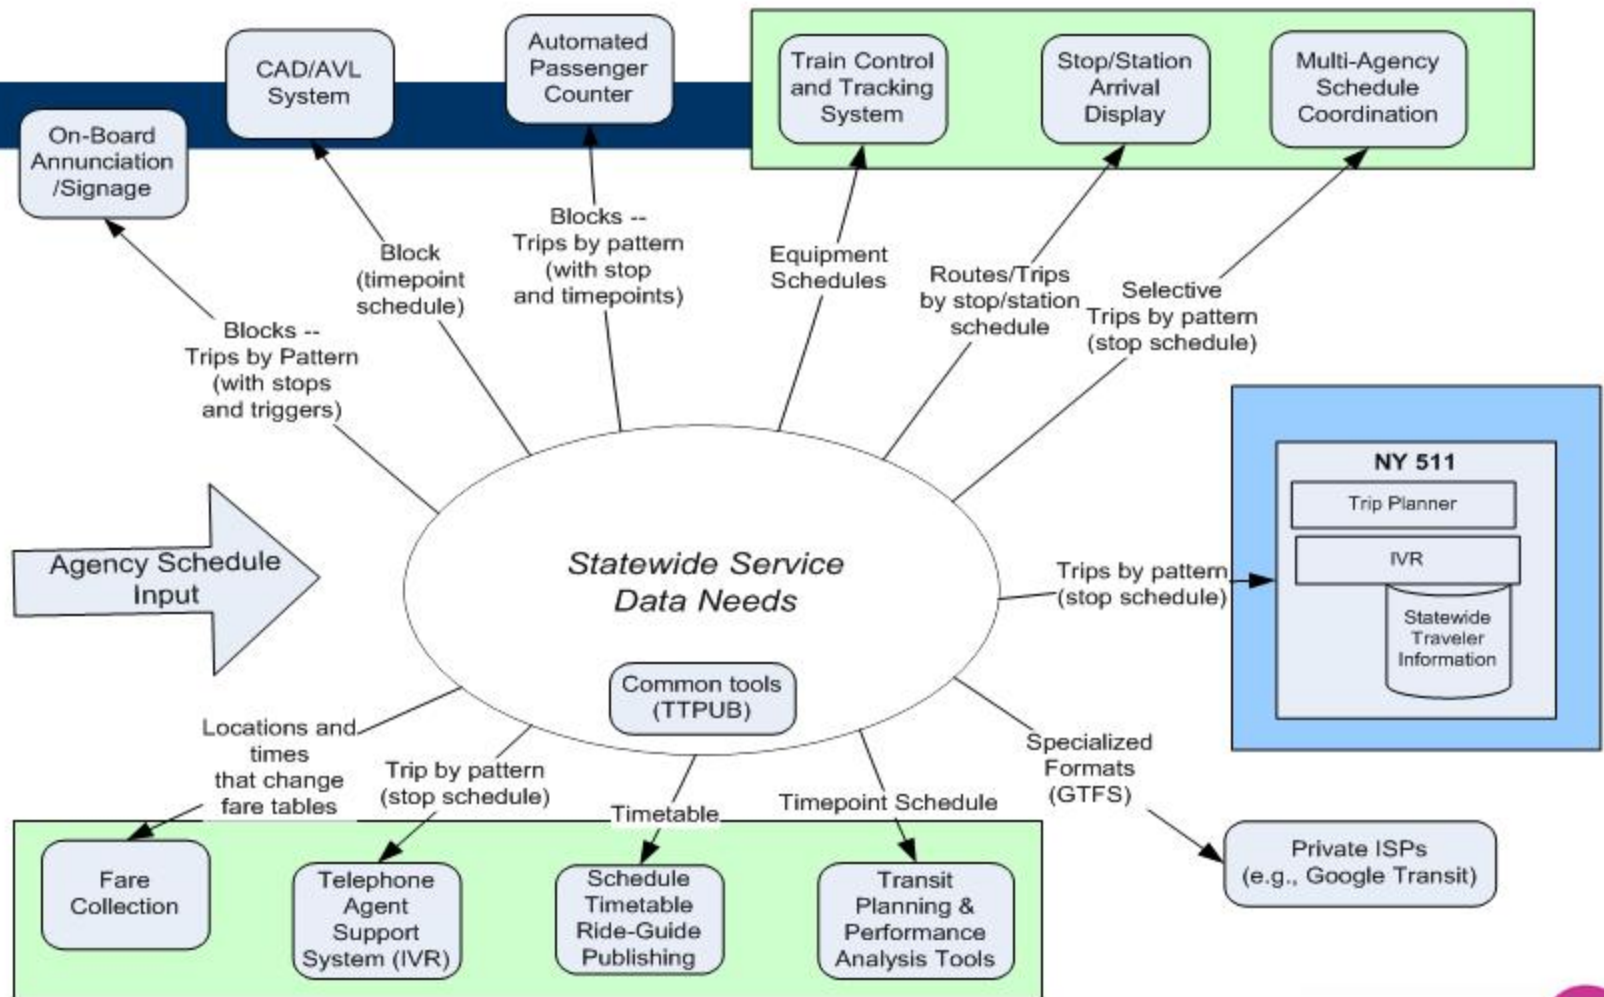 CAD/AVL
System
Automated
Passenger
Counter
Train Control
and Tracking
System
Stop/Station
Arrival
Display
Multi-Agency
Schedule
Coordination
On-Board
Annunciation
/Signage
Blocks --
Trips by Pattern
(with stops
and triggers)
Block
(timepoint
schedule)
Blocks --
Trips by pattern
(with stop
and timepoints)
Equipment
Schedules
Routes/Trips
by stop/station
schedule
Selective
Trips by pattern
(stop schedule)
Agency Schedule
Input
Statewide Service
Data Needs
Common tools
(TTPUB)
Trips by pattern
(stop schedule)
NY 511
Trip Planner
IVR
Statewide
Traveler
Information
Locations and
times
that change
fare tables
Trip by pattern
(stop schedule)
Timetable
Timepoint Schedule
Specialized
Formats
(GTFS)
Fare
Collection
Telephone
Agent
Support
System (IVR)
Schedule
Timetable
Ride-Guide
Publishing
Transit
Planning &
Performance
Analysis Tools
Private ISPs
(e.g., Google Transit)